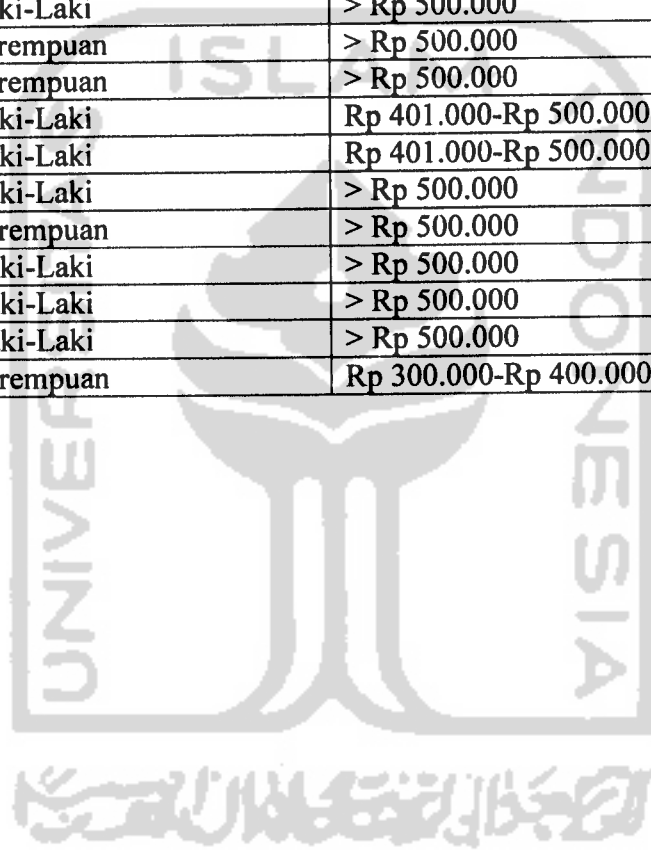 ki-Laki > Rp 500.000
rempuan > Rp 500.000
rempuan > Rp 500.000
ki-Laki Rp 401.000-Rp 500.000
ki-Laki Rp 401.000-Rp 500.000
ki-Laki > Rp 500.000
rempuan > Rp 500.000
ki-Laki > Rp 500.000
ki-Laki > Rp 500.000
ki-Laki > Rp 500.000
rempuan Rp 300.000-Rp 400.000
UNIVERSITAS
ISLAM
INDONESIA